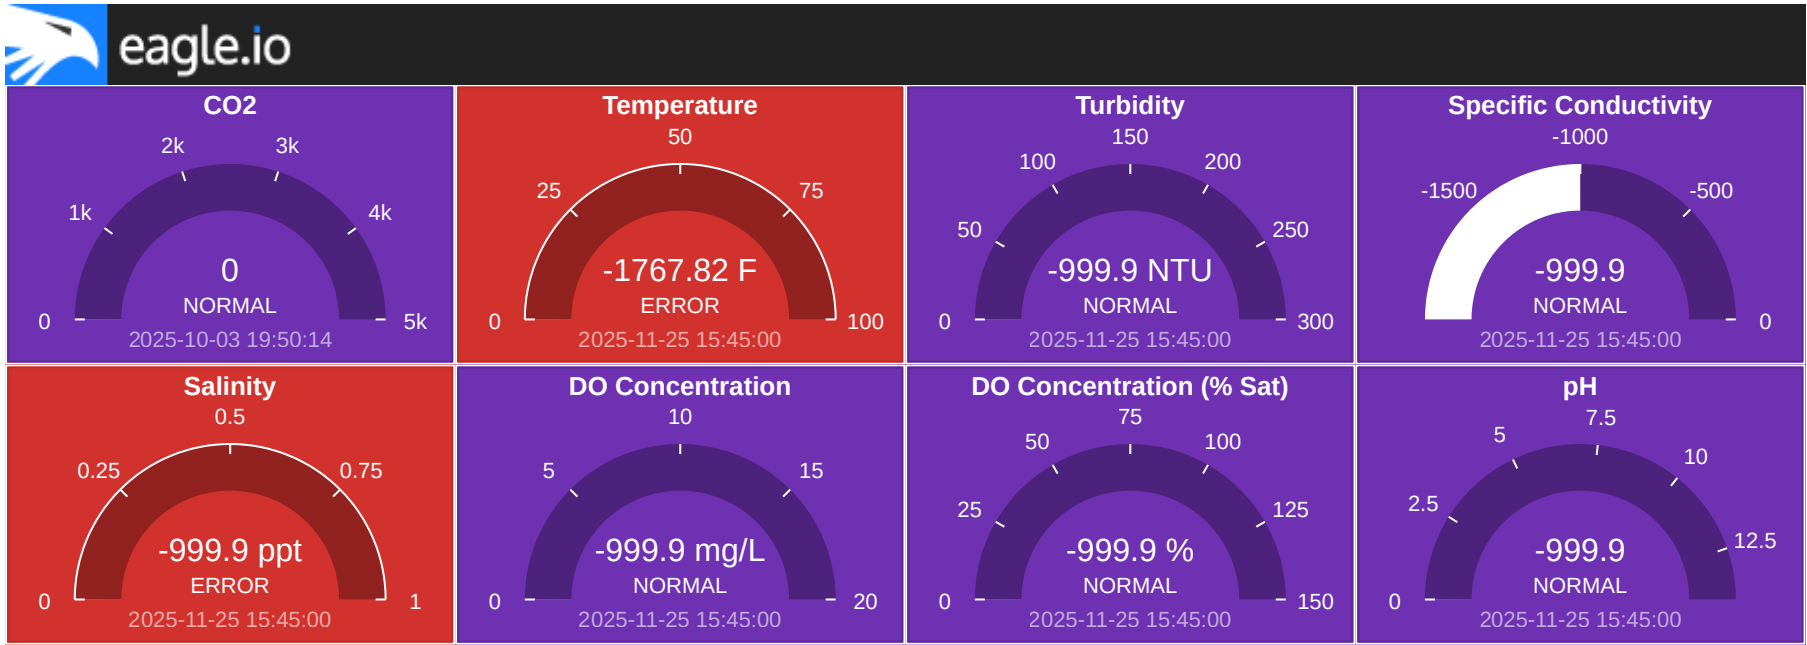 eagle.io
CO2
2k
3k
1k
4k
0
NORMAL
0
5k
2025-10-03 19:50:14
Temperature
50
25
75
-1767.82 F
ERROR
0
100
2025-11-25 15:45:00
Turbidity
150
100
200
50
250
-999.9 NTU
NORMAL
0
300
2025-11-25 15:45:00
Specific Conductivity
-1000
-1500
-500
-999.9
NORMAL
0
2025-11-25 15:45:00
Salinity
0.5
0.25
0.75
-999.9 ppt
ERROR
0
1
2025-11-25 15:45:00
DO Concentration
10
5
15
-999.9 mg/L
NORMAL
0
20
2025-11-25 15:45:00
DO Concentration (% Sat)
75
50
100
25
125
-999.9 %
NORMAL
0
150
2025-11-25 15:45:00
pH
7.5
5
10
2.5
12.5
-999.9
NORMAL
0
2025-11-25 15:45:00